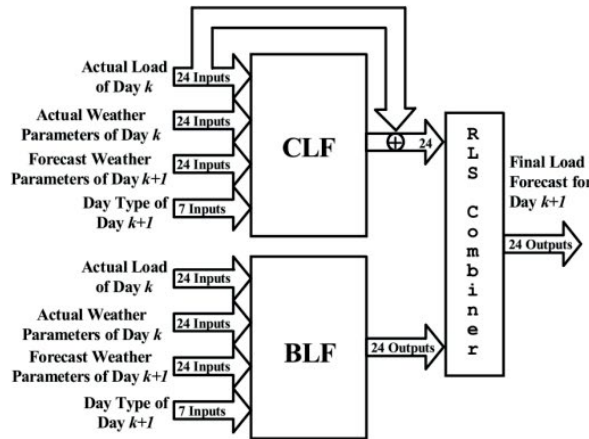 Actual Load
of Day k
24 Inputs
Actual Weather
Parameters of Day k
24 Inputs
Forecast Weather
Parameters of Day k+1
24 Inputs
Day Type of
Day k+1
7 Inputs
CLF
24
Actual Load
of Day k
24 Inputs
Actual Weather
Parameters of Day k
24 Inputs
Forecast Weather
Parameters of Day k+1
24 Inputs
Day Type of
Day k+1
7 Inputs
BLF
24 Outputs
RLS Combiner
Final Load
Forecast for
Day k+1
24 Outputs